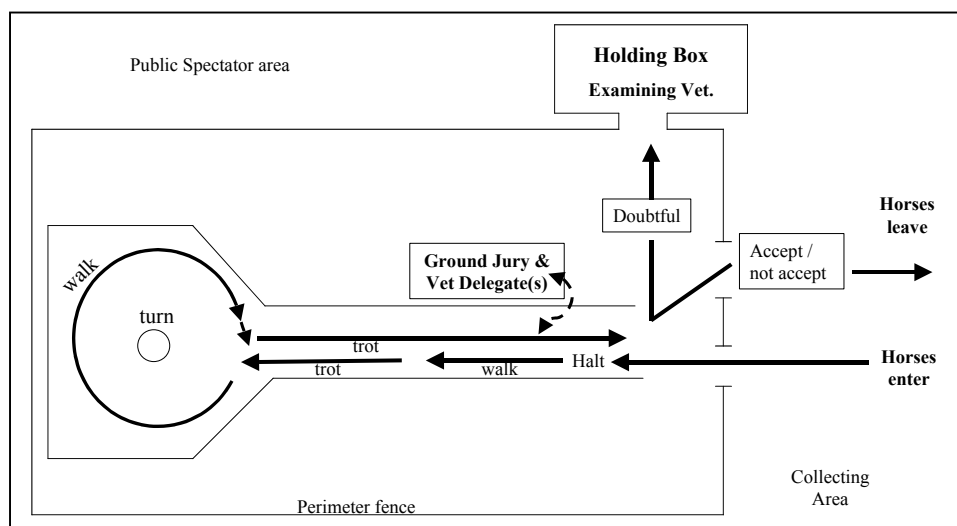 Holding Box
Examining Vet.
Public Spectator area
Doubtful
Horses
leave
Accept /
not accept
Ground Jury &
Vet Delegate(s)
walk
turn
trot
trot
walk
Halt
Horses
enter
Collecting
Area
Perimeter fence